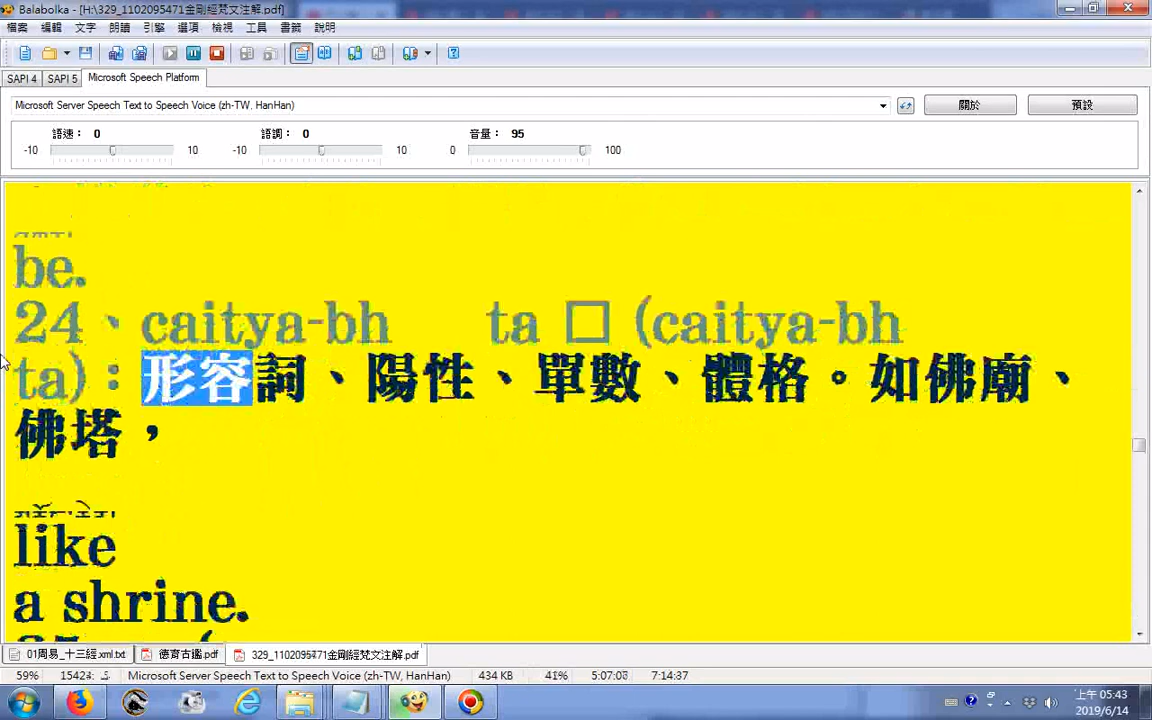 Balabolka - [H:\329_1102095471金剛經梵文注解.pdf]
檔案 編輯 文字 朗讀 引擎 選項 檢視 工具 書籤 說明
SAPI 4 SAPI 5 Microsoft Speech Platform
Microsoft Server Speech Text to Speech Voice (zh-TW, HanHan) 關於 預設
語速： 0 語調： 0 音量： 95
-10 10 -10 10 0 100
be.
24、caitya-bh ta □ (caitya-bh
ta)：形容詞、陽性、單數、體格。如佛廟、
佛塔，
like
a shrine.
01周易_十三經.xml.txt 德育古鑑.pdf 329_1102095471金剛經梵文注解.pdf
59% Microsoft Server Speech Text to Speech Voice (zh-TW, HanHan) 434 KB 41% 5:07:03 7:14:37
上午 05:43
2019/6/14